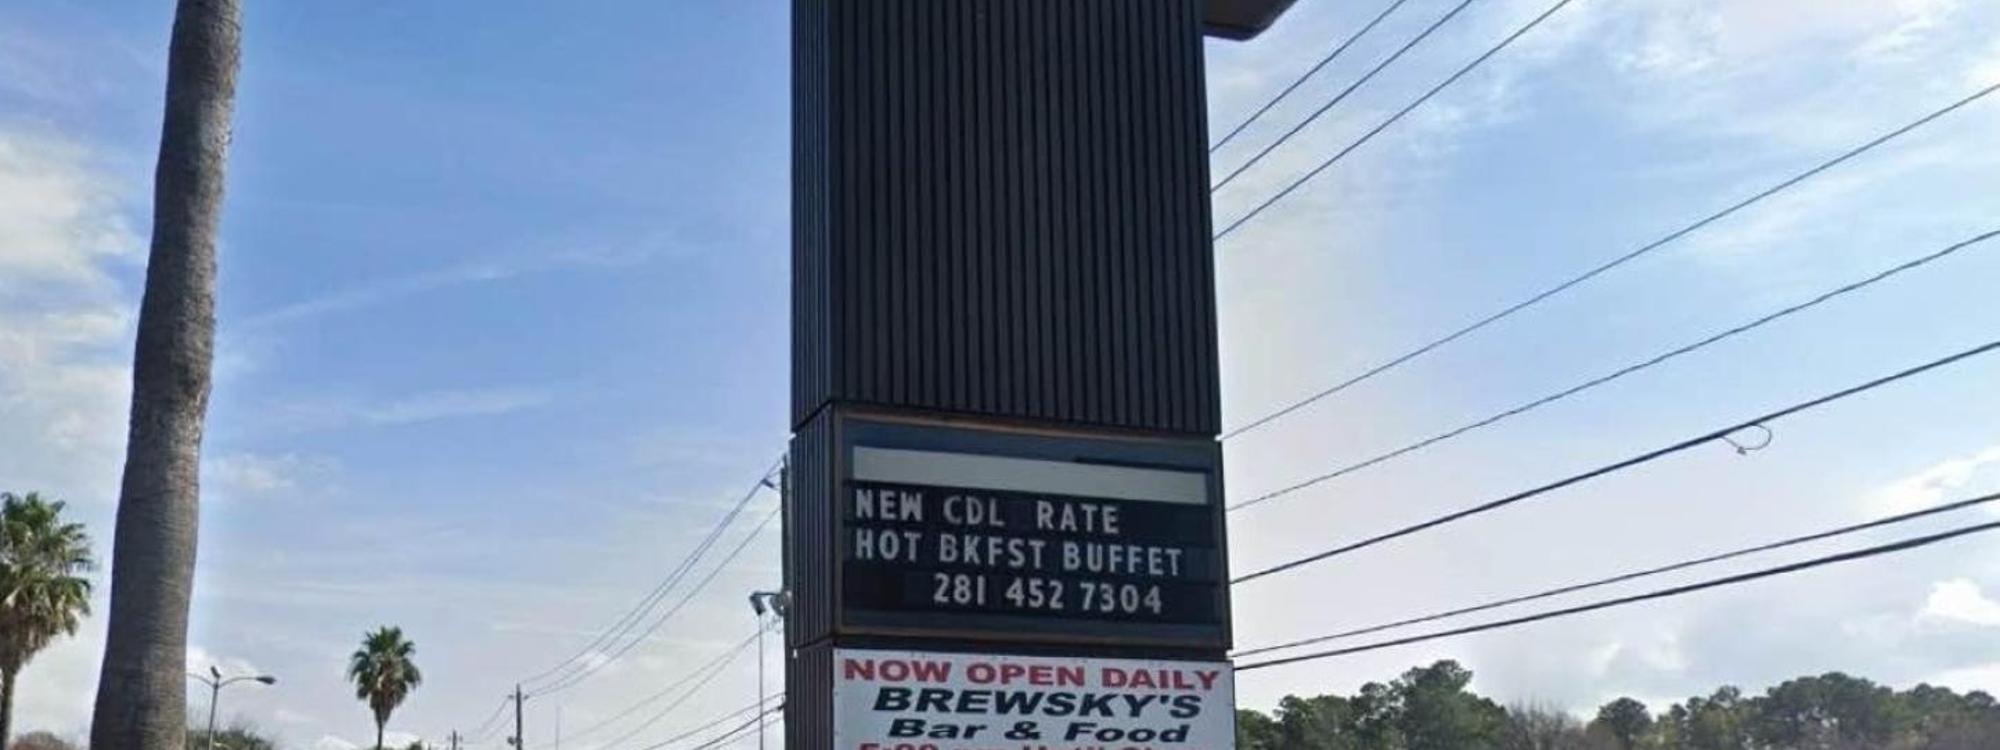 NEW CDL RATE
HOT BKFST BUFFET
281 452 7304
NOW OPEN DAILY
BREWSKY'S
Bar & Food